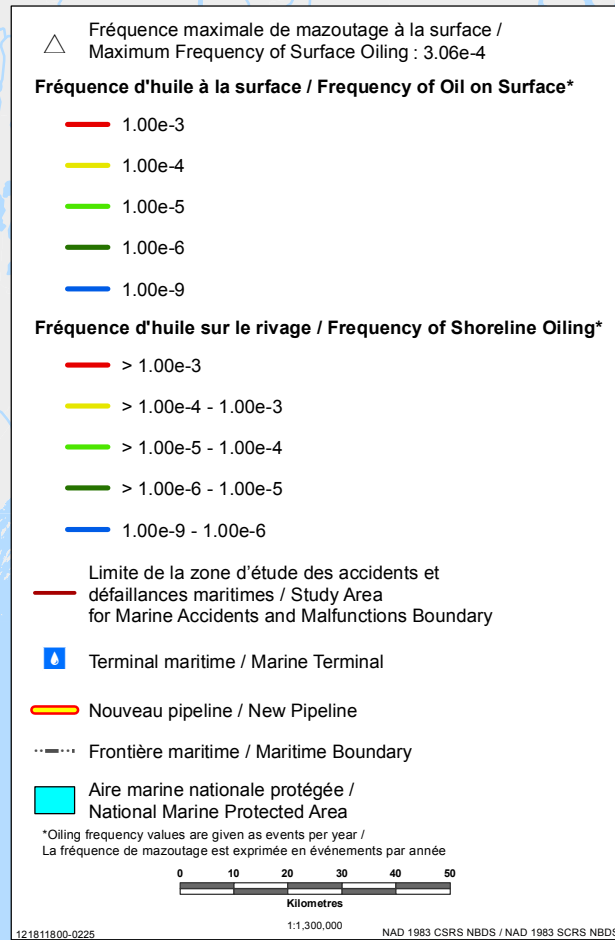 Fréquence maximale de mazoutage à la surface /
Maximum Frequency of Surface Oiling : 3.06e-4
Fréquence d'huile à la surface / Frequency of Oil on Surface*
1.00e-3
1.00e-4
1.00e-5
1.00e-6
1.00e-9
Fréquence d'huile sur le rivage / Frequency of Shoreline Oiling*
> 1.00e-3
> 1.00e-4 - 1.00e-3
> 1.00e-5 - 1.00e-4
> 1.00e-6 - 1.00e-5
1.00e-9 - 1.00e-6
Limite de la zone d’étude des accidents et
défaillances maritimes / Study Area
for Marine Accidents and Malfunctions Boundary
Terminal maritime / Marine Terminal
Nouveau pipeline / New Pipeline
Frontière maritime / Maritime Boundary
Aire marine nationale protégée /
National Marine Protected Area
*Oiling frequency values are given as events per year /
La fréquence de mazoutage est exprimée en événements par année
0 10 20 30 40 50
Kilometres
1:1,300,000
121811800-0225 NAD 1983 CSRS NBDS / NAD 1983 SCRS NBDS